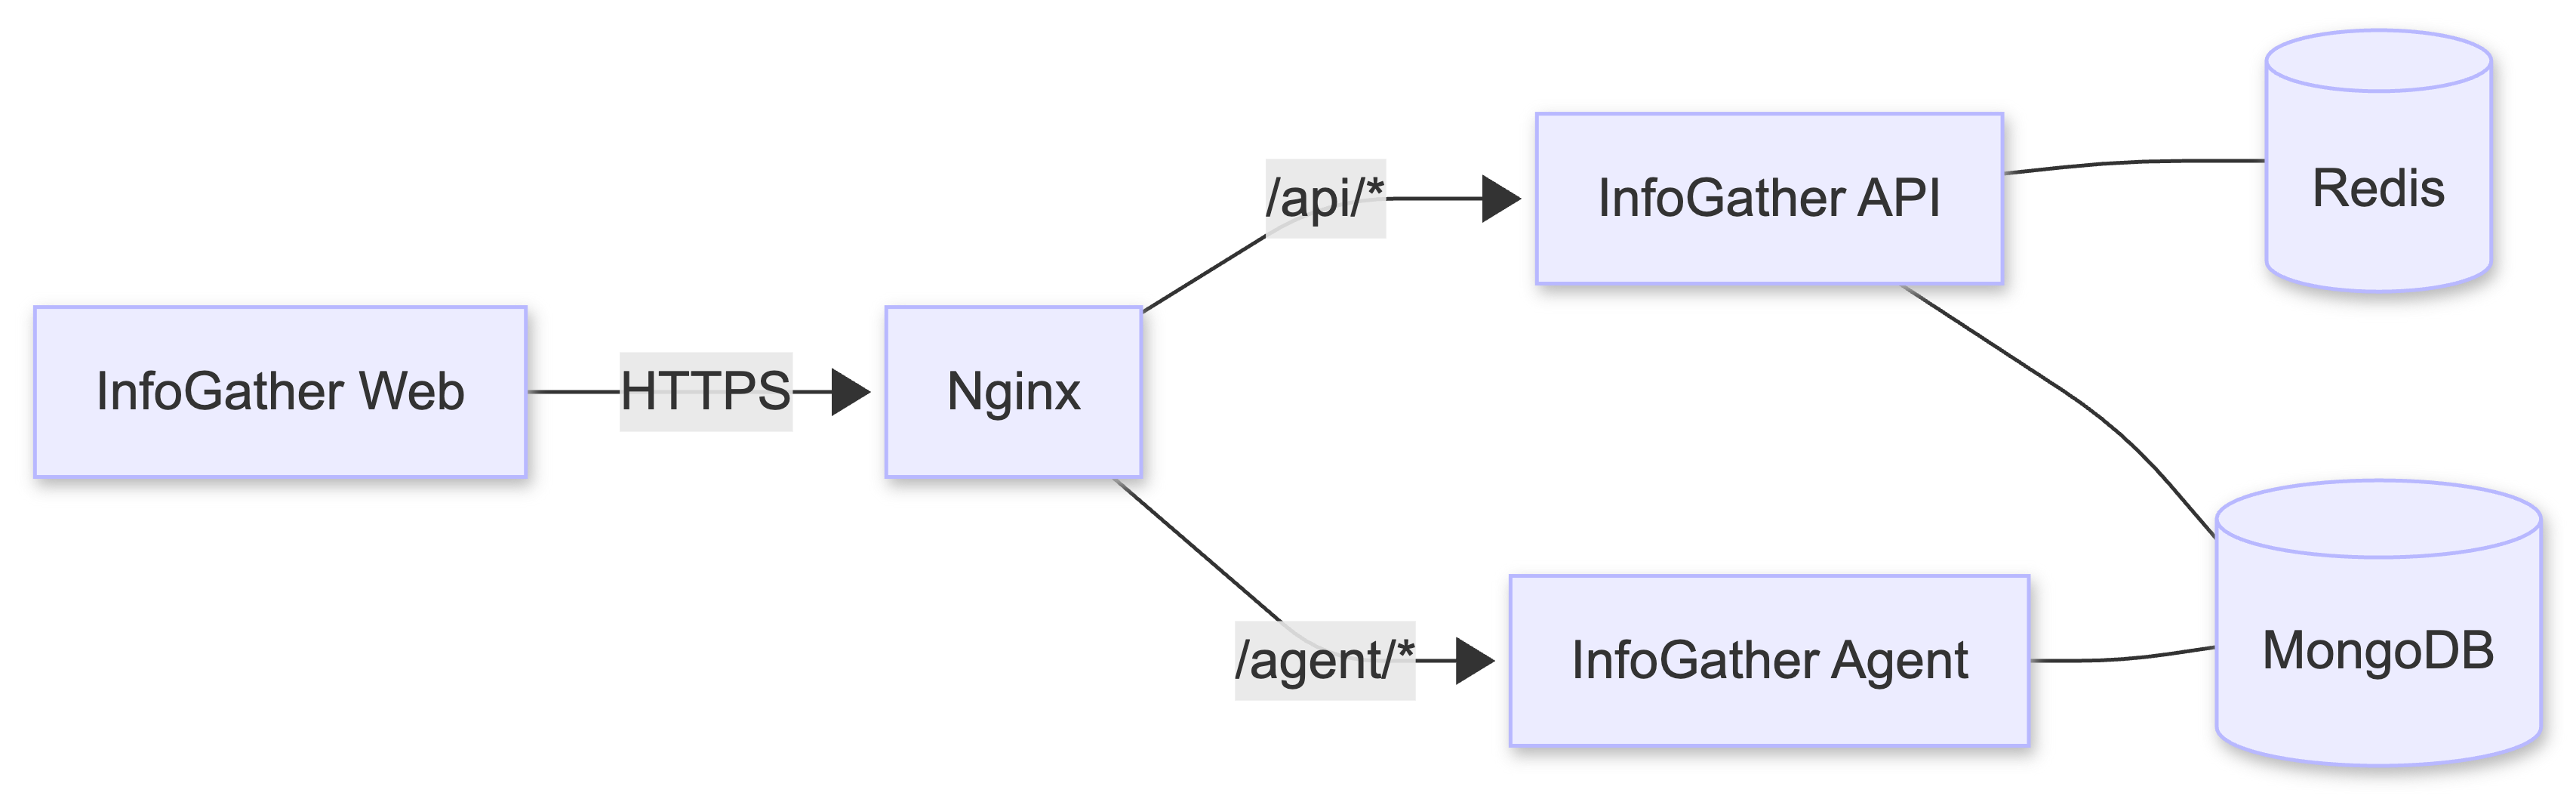 InfoGather Web
HTTPS
Nginx
/api/*
InfoGather API
Redis
/agent/*
InfoGather Agent
MongoDB